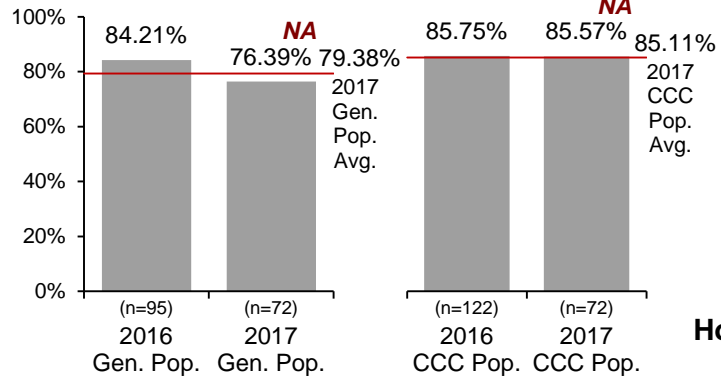 NA
NA
100%
84.21%
76.39%
79.38%
85.75%
85.57%
85.11%
80%
2017
Gen.
Pop.
Avg.
2017
CCC
Pop.
Avg.
60%
40%
20%
0%
(n=95)
(n=72)
(n=122)
(n=72)
2016
Gen. Pop.
2017
Gen. Pop.
2016
CCC Pop.
2017
CCC Pop.